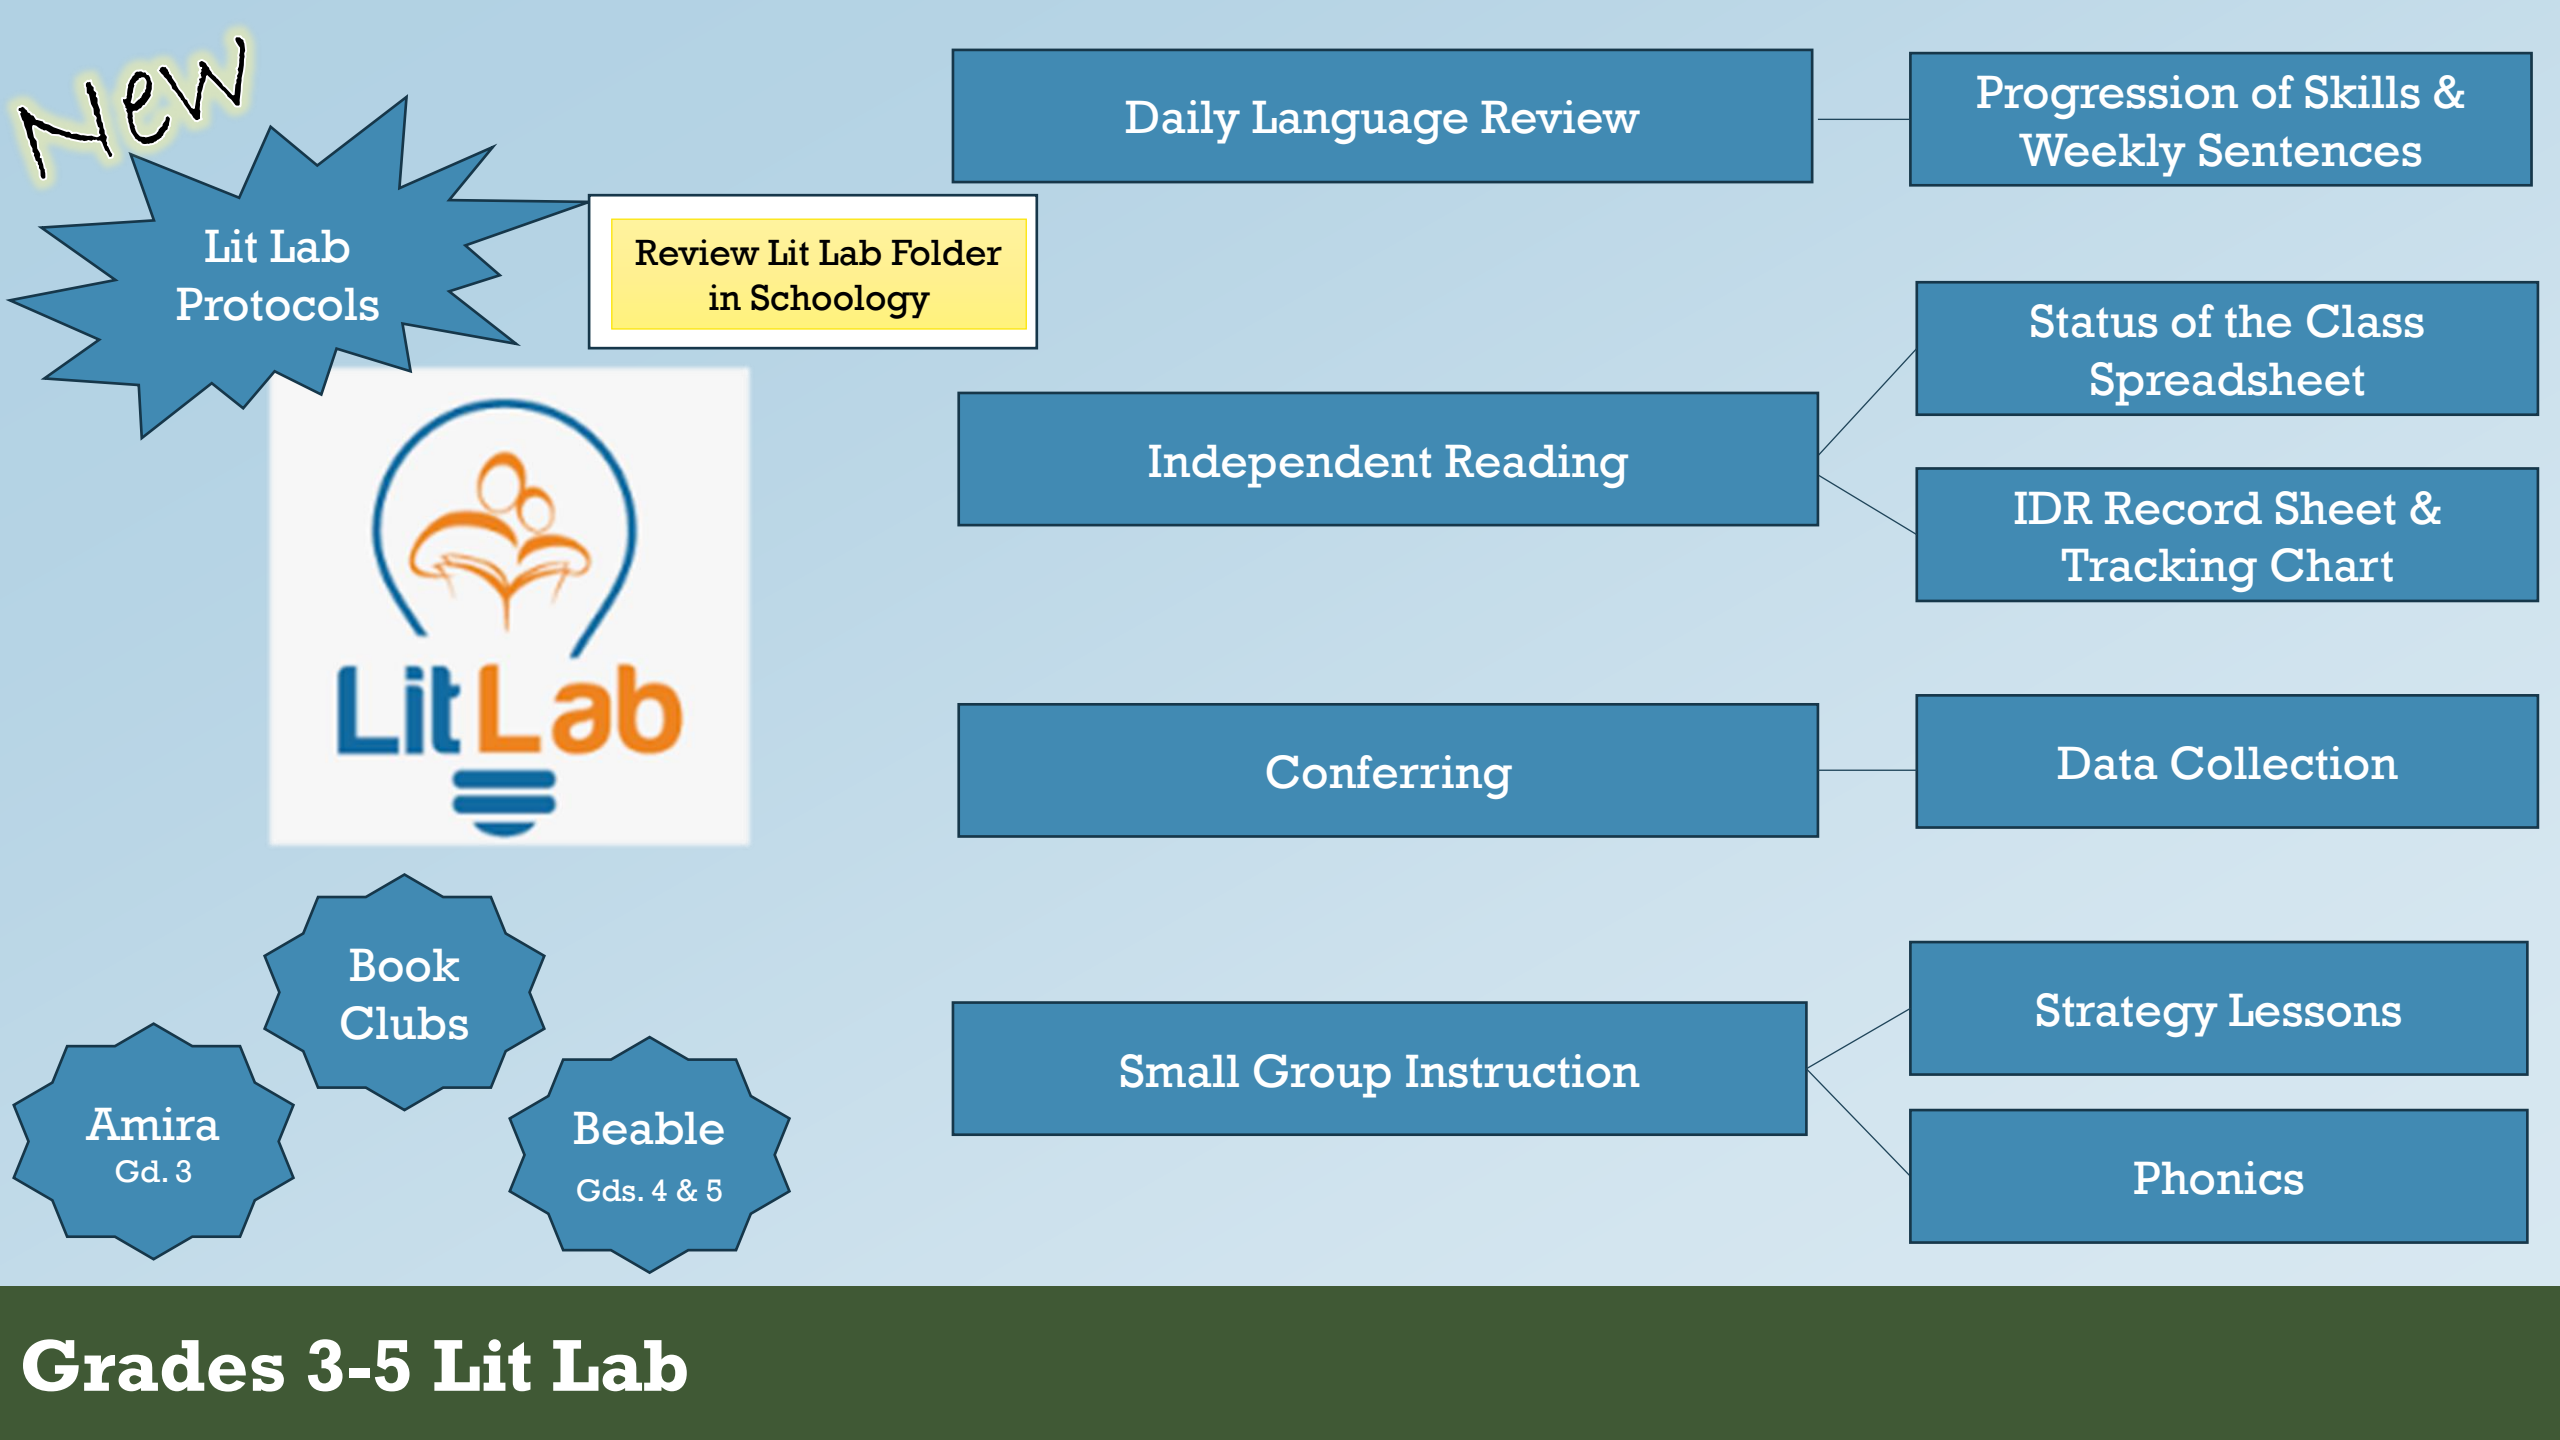 New
Lit Lab
Protocols
Review Lit Lab Folder
in Schoology
LitLab
Book
Clubs
Amira
Gd. 3
Beable
Gds. 4 & 5
Daily Language Review
Progression of Skills &
Weekly Sentences
Independent Reading
Status of the Class
Spreadsheet
IDR Record Sheet &
Tracking Chart
Conferring
Data Collection
Small Group Instruction
Strategy Lessons
Phonics
Grades 3-5 Lit Lab